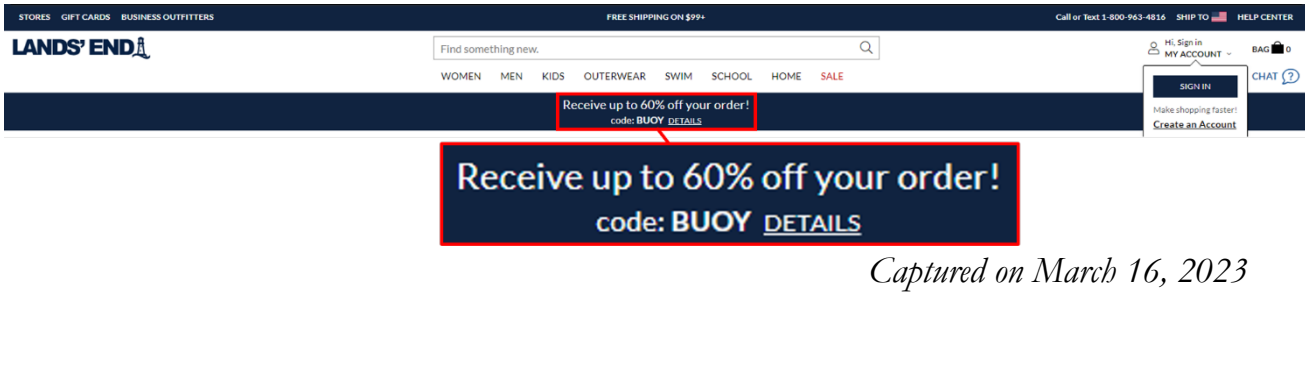 STORES GIFT CARDS BUSINESS OUTFITTERS FREE SHIPPING ON $99+ Call or Text 1-800-963-4816 SHIP TO HELP CENTER
LANDS' END Find something new. Hi, Sign in
MY ACCOUNT BAG 0
WOMEN MEN KIDS OUTERWEAR SWIM SCHOOL HOME SALE CHAT ?
SIGN IN
Receive up to 60% off your order!
code: BUOY DETAILS
Make shopping faster!
Create an Account
Receive up to 60% off your order!
code: BUOY DETAILS
Captured on March 16, 2023